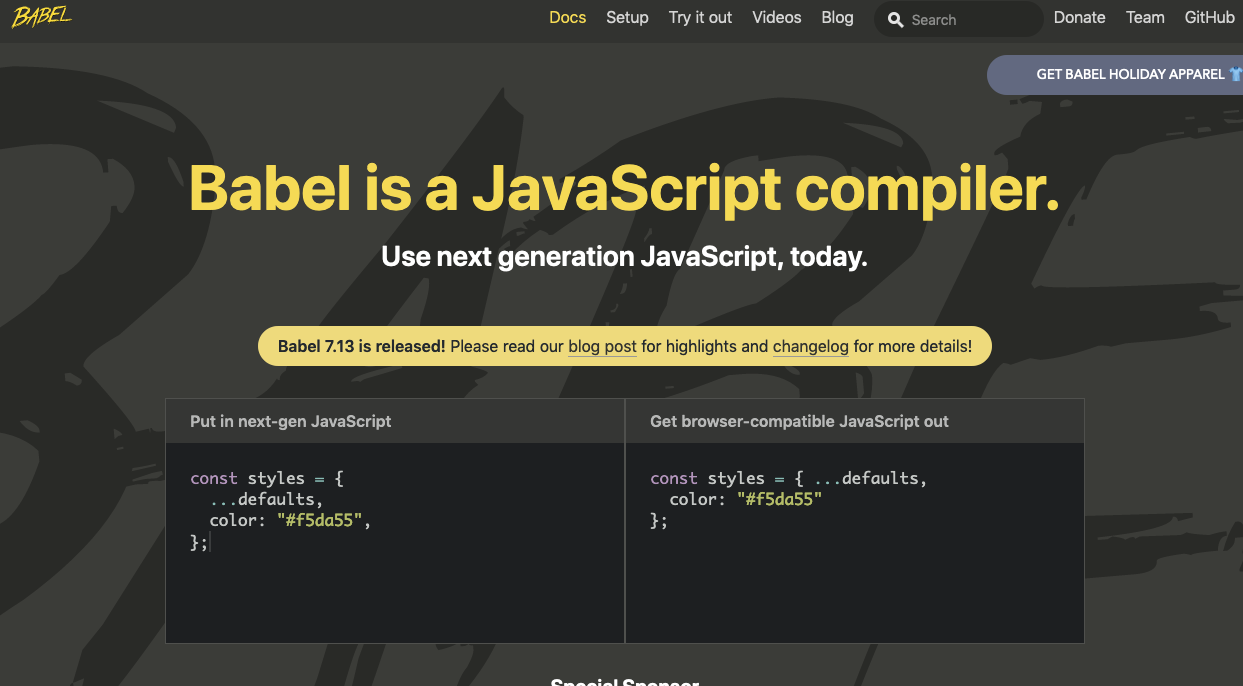 BABEL
Docs Setup Try it out Videos Blog Search Donate Team GitHub
GET BABEL HOLIDAY APPAREL
Babel is a JavaScript compiler.
Use next generation JavaScript, today.
Babel 7.13 is released! Please read our blog post for highlights and changelog for more details!
Put in next-gen JavaScript
const styles = {
  ...defaults,
  color: "#f5da55",
};
Get browser-compatible JavaScript out
const styles = { ...defaults,
  color: "#f5da55"
};
Special Sponsor